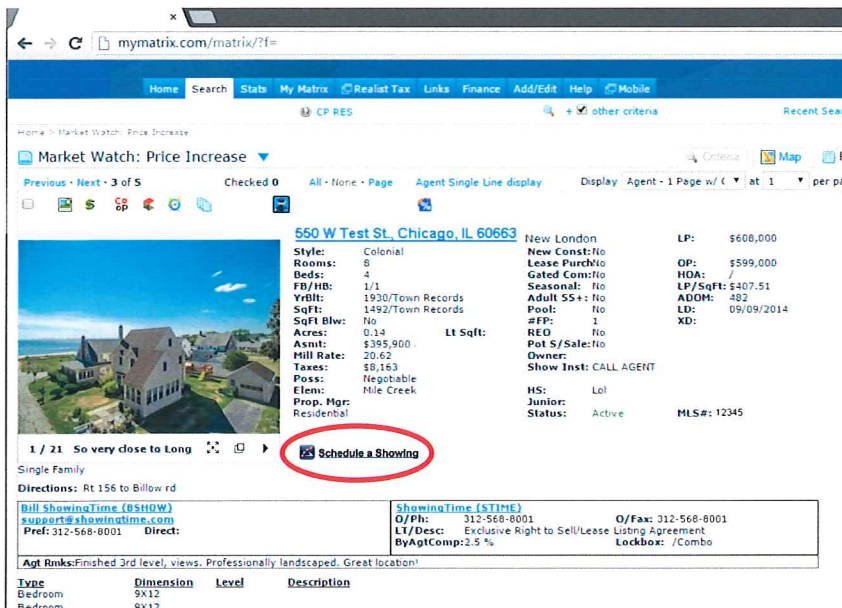 mymatrix.com/matrix/?f=
Home Search Stats My Matrix Realist Tax Links Finance Add/Edit Help Mobile
CP RES + other criteria Recent Sear
Home > Market Watch: Price Increase
Market Watch: Price Increase Criteria Map
Previous · Next · 3 of 5 Checked 0 All · None · Page Agent Single Line display Display Agent - 1 Page w/ ( at 1 per pa
$ Co op
550 W Test St., Chicago, IL 60663 New London LP: $608,000
Style: Colonial New Const: No
Rooms: 8 Lease Purch No OP: $599,000
Beds: 4 Gated Com: No HOA: /
FB/HB: 1/1 Seasonal: No LP/SqFt: $407.51
YrBlt: 1930/Town Records Adult 55+: No ADOM: 482
SqFt: 1492/Town Records Pool: No LD: 09/09/2014
SqFt Blw: No #FP: 1 XD:
Acres: 0.14 Lt Sqft: REO No
Asmt: $395,900 Pot S/Sale: No
Mill Rate: 20.62 Owner:
Taxes: $8,163 Show Inst: CALL AGENT
Poss: Negotiable
Elem: Mile Creek HS: Lol
Prop. Mgr: Junior:
Residential Status: Active MLS#: 12345
1 / 21 So very close to Long Schedule a Showing
Single Family
Directions: Rt 156 to Billow rd
Bill ShowingTime (BSHOW) ShowingTime (STIME)
support@showingtime.com O/Ph: 312-568-8001 O/Fax: 312-568-8001
Pref: 312-568-8001 Direct: LT/Desc: Exclusive Right to Sell/Lease Listing Agreement
ByAgtComp: 2.5 % Lockbox: /Combo
Agt Rmks: Finished 3rd level, views. Professionally landscaped. Great location!
Type Dimension Level Description
Bedroom 9X12
Bedroom 9X12